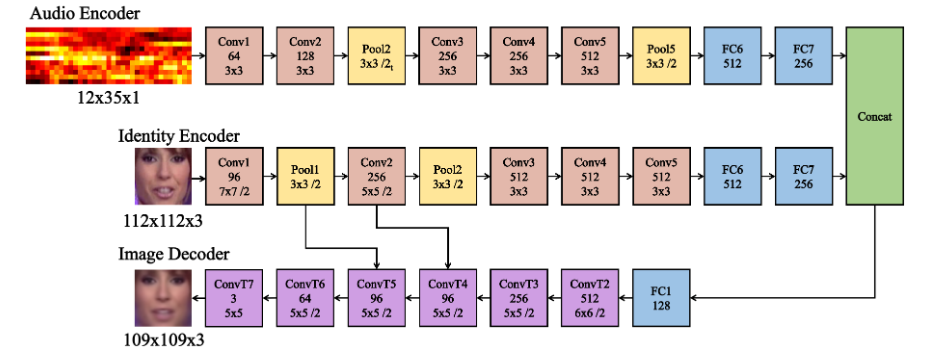 Audio Encoder
Conv1
64
3x3
Conv2
128
3x3
Pool2
3x3 /2t
Conv3
256
3x3
Conv4
256
3x3
Conv5
512
3x3
Pool5
3x3 /2
FC6
512
FC7
256
Concat
12x35x1
Identity Encoder
Conv1
96
7x7 /2
Pool1
3x3 /2
Conv2
256
5x5 /2
Pool2
3x3 /2
Conv3
512
3x3
Conv4
512
3x3
Conv5
512
3x3
FC6
512
FC7
256
112x112x3
Image Decoder
ConvT7
3
5x5
ConvT6
64
5x5 /2
ConvT5
96
5x5 /2
ConvT4
96
5x5 /2
ConvT3
256
5x5 /2
ConvT2
512
6x6 /2
FC1
128
109x109x3